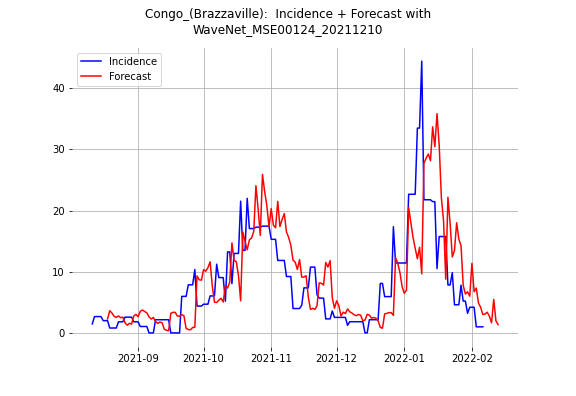 Congo_(Brazzaville):  Incidence + Forecast with
WaveNet_MSE00124_20211210
Incidence
Forecast
40
30
20
10
0
2021-09 2021-10 2021-11 2021-12 2022-01 2022-02